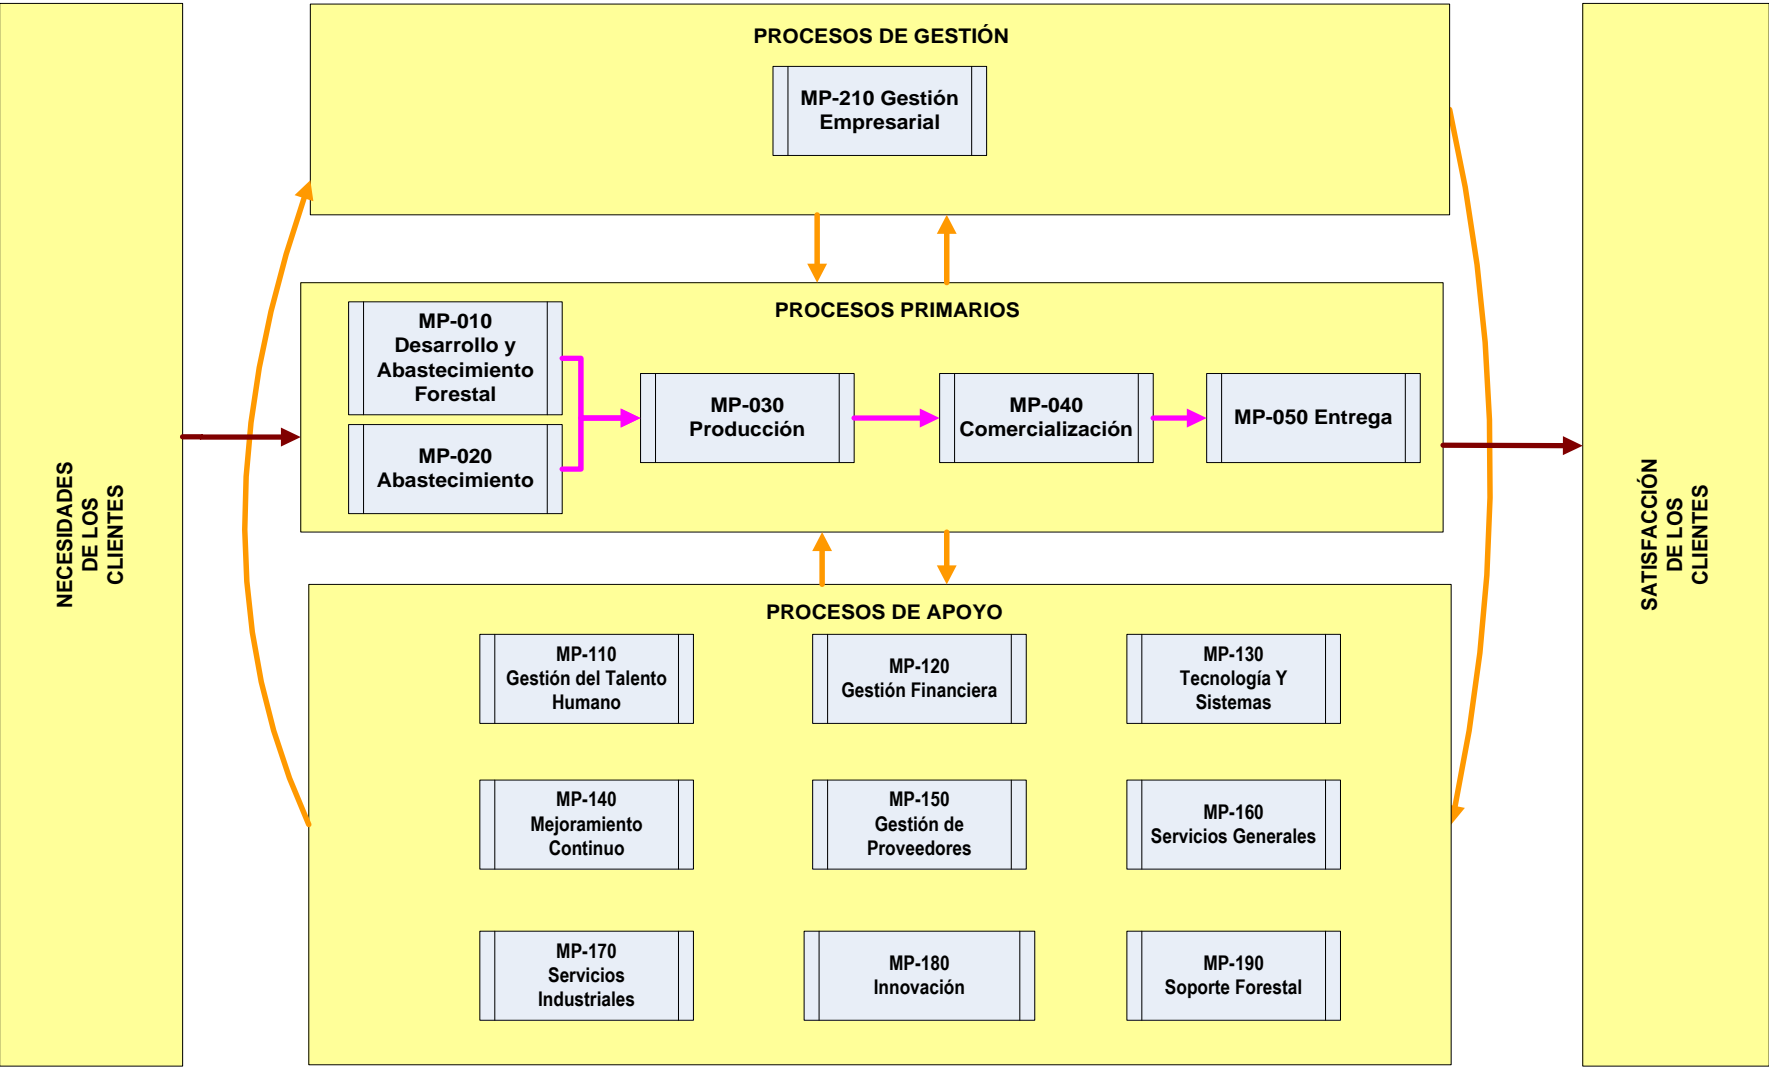 NECESIDADES
DE LOS
CLIENTES
PROCESOS DE GESTIÓN
MP-210 Gestión
Empresarial
PROCESOS PRIMARIOS
MP-010
Desarrollo y
Abastecimiento
Forestal
MP-020
Abastecimiento
MP-030
Producción
MP-040
Comercialización
MP-050 Entrega
PROCESOS DE APOYO
MP-110
Gestión del Talento
Humano
MP-120
Gestión Financiera
MP-130
Tecnología Y
Sistemas
MP-140
Mejoramiento
Continuo
MP-150
Gestión de
Proveedores
MP-160
Servicios Generales
MP-170
Servicios
Industriales
MP-180
Innovación
MP-190
Soporte Forestal
SATISFACCIÓN
DE LOS
CLIENTES